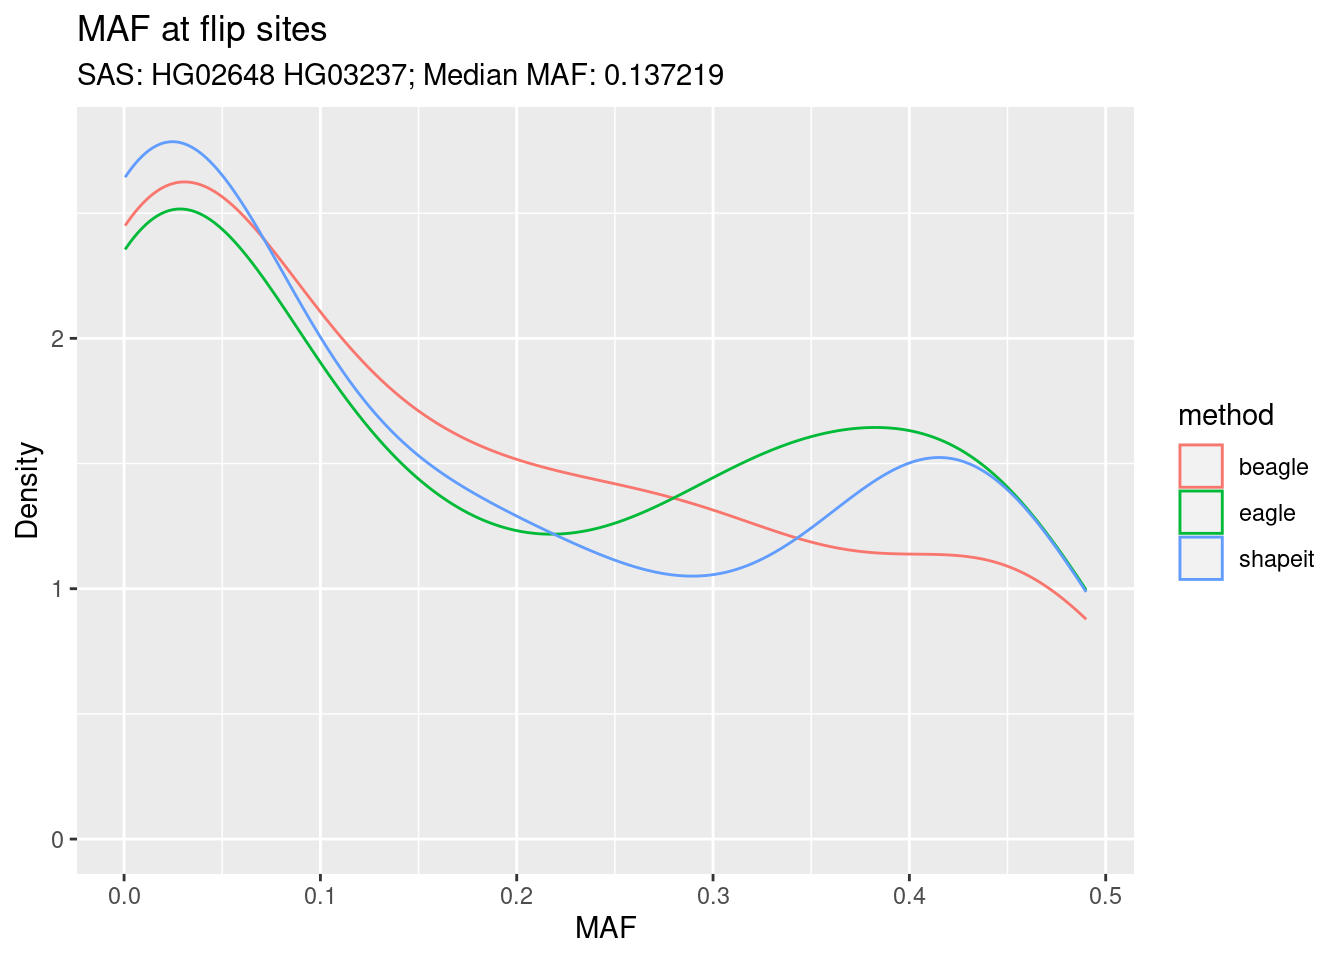 MAF at flip sites
SAS: HG02648 HG03237; Median MAF: 0.137219
Density
2
1
0
0.0 0.1 0.2 0.3 0.4 0.5
MAF
method
beagle
eagle
shapeit